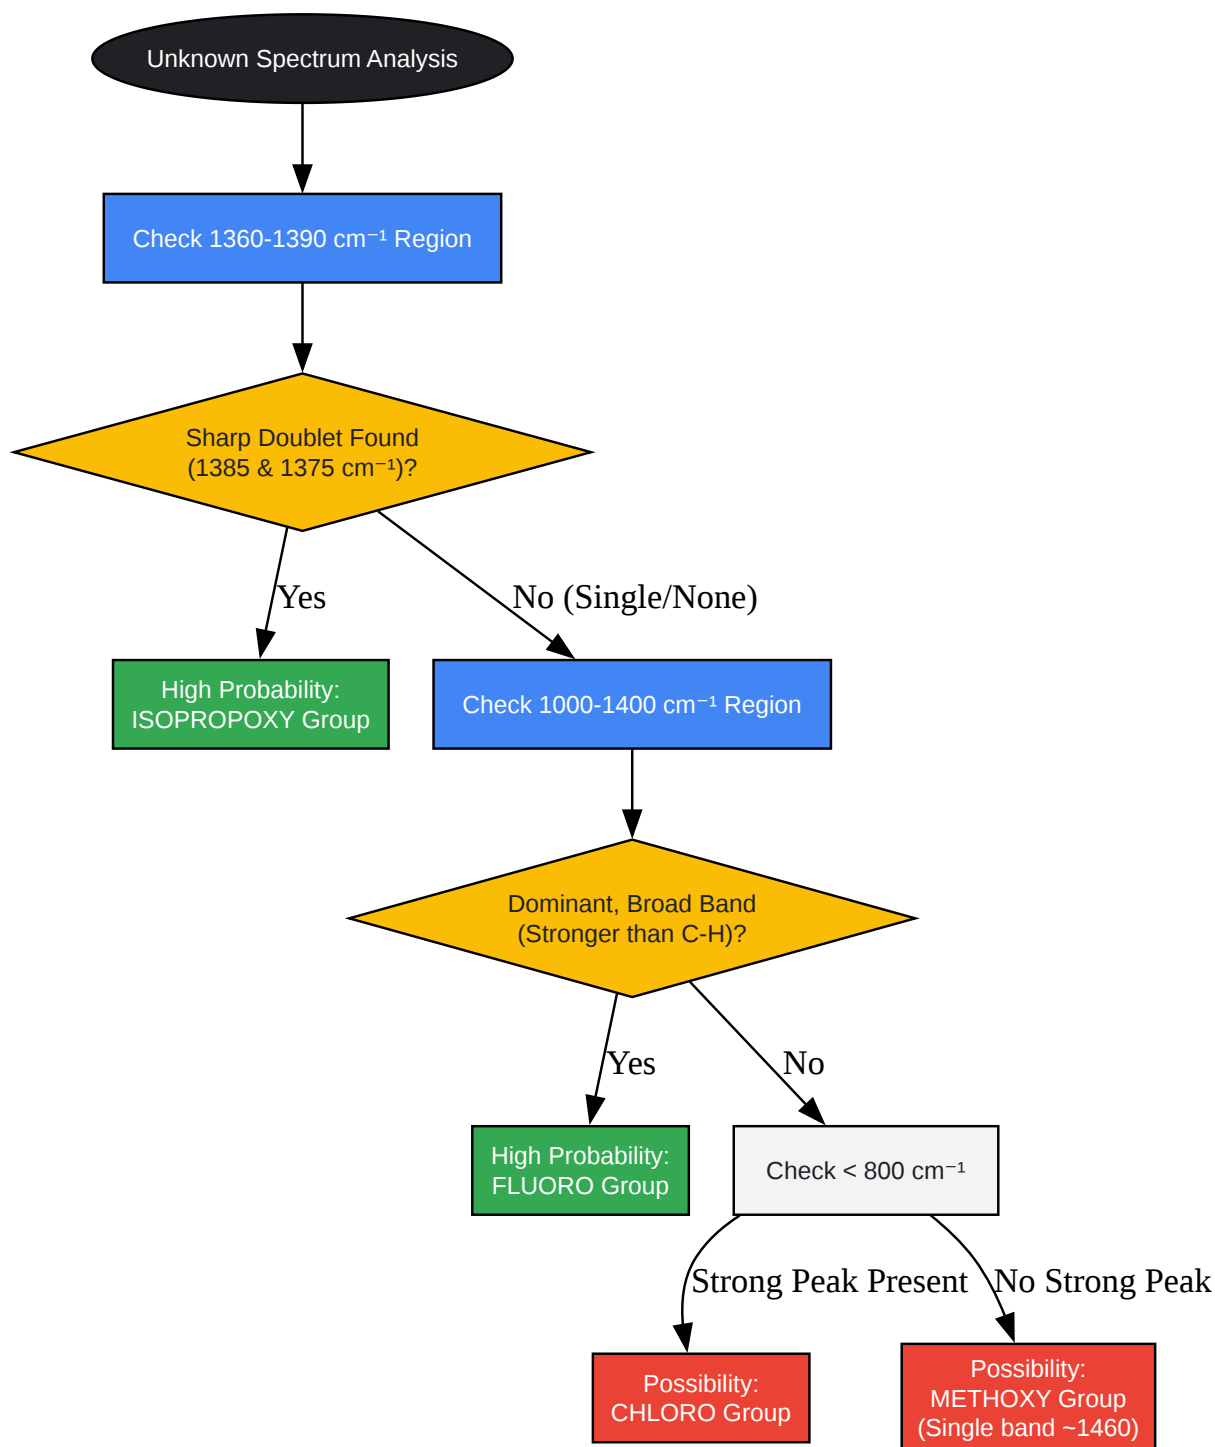 Unknown Spectrum Analysis
Check 1360-1390 cm⁻¹ Region
Sharp Doublet Found
(1385 & 1375 cm⁻¹)?
Yes
No (Single/None)
High Probability:
ISOPROPOXY Group
Check 1000-1400 cm⁻¹ Region
Dominant, Broad Band
(Stronger than C-H)?
Yes
No
High Probability:
FLUORO Group
Check < 800 cm⁻¹
Strong Peak Present
No Strong Peak
Possibility:
CHLORO Group
Possibility:
METHOXY Group
(Single band ~1460)